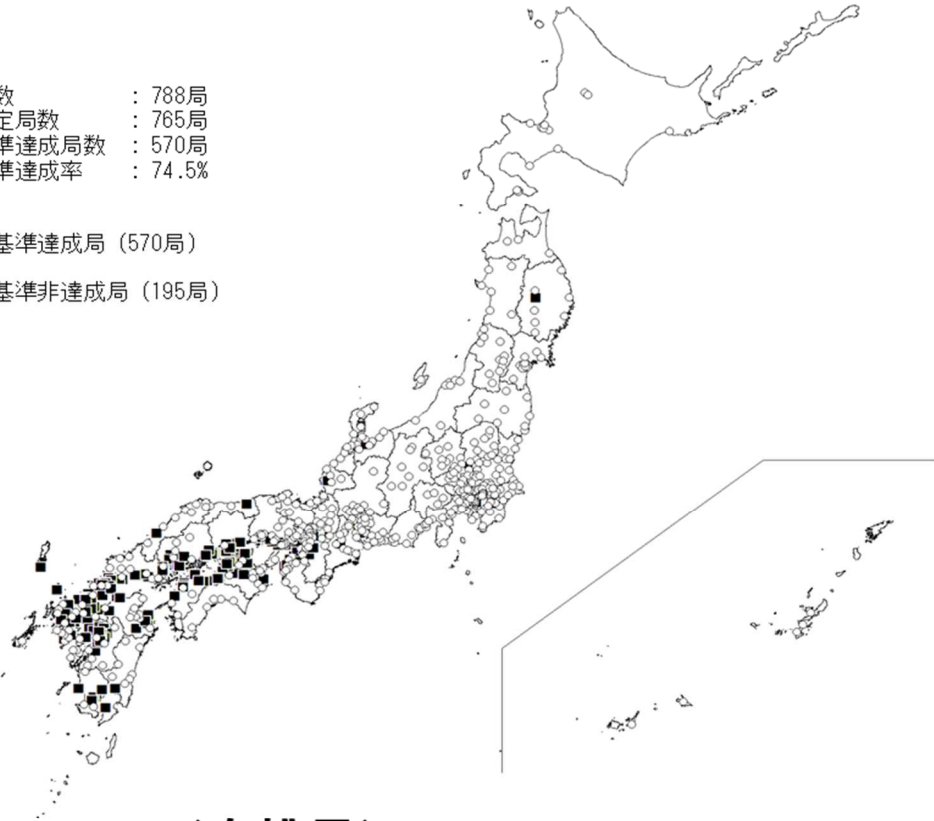 数 : 788局
定局数 : 765局
準達成局数 : 570局
準達成率 : 74.5%
基準達成局 (570局)
基準非達成局 (195局)